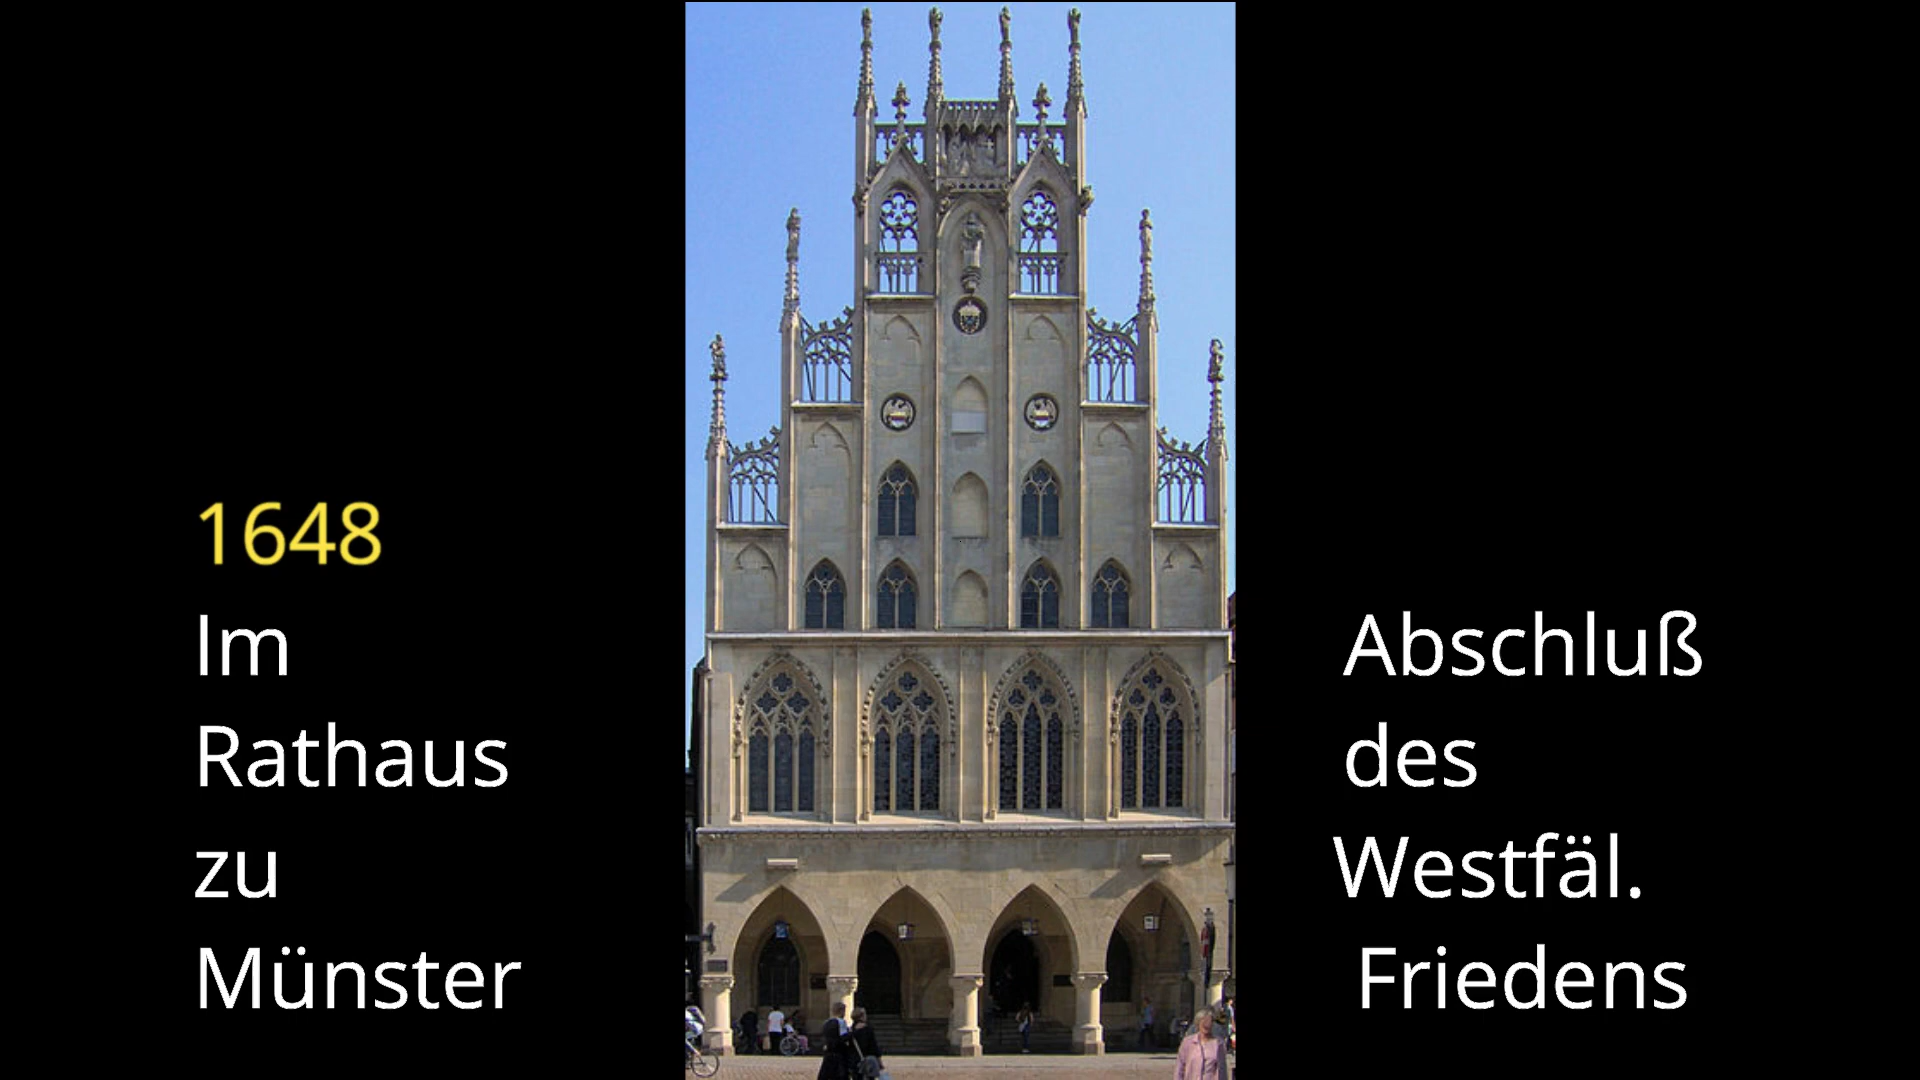 1648
Im
Rathaus
zu
Münster
Abschluß
des
Westfäl.
Friedens